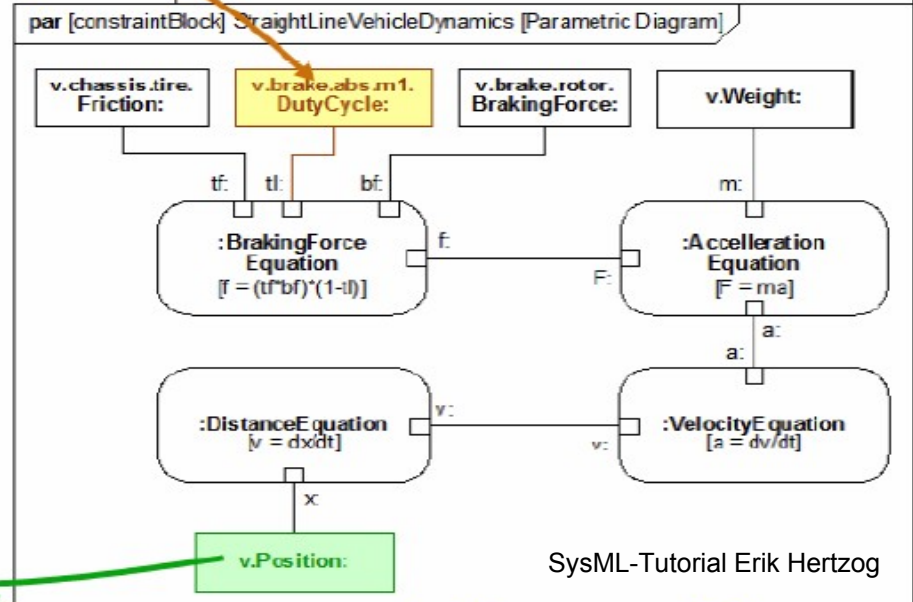 par [constraintBlock] StraightLineVehicleDynamics [Parametric Diagram]
v.chassis.tire.
Friction:
v.brake.abs.m1.
DutyCycle:
v.brake.rotor.
BrakingForce:
v.Weight:
tf:
tl:
bf:
m:
:BrakingForce
Equation
[f = (tf*bf)*(1-tl)]
f:
F:
:Accelleration
Equation
[F = ma]
a:
a:
:DistanceEquation
[v = dx/dt]
v:
v:
:VelocityEquation
[a = dv/dt]
x:
v.Position:
SysML-Tutorial Erik Hertzog